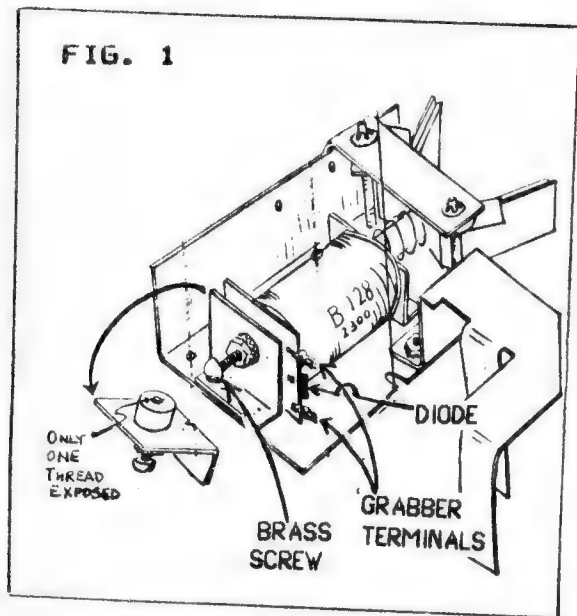 FIG. 1
B 128
2300
DIODE
ONLY
ONE
THREAD
EXPOSED
BRASS
SCREW
GRABBER
TERMINALS